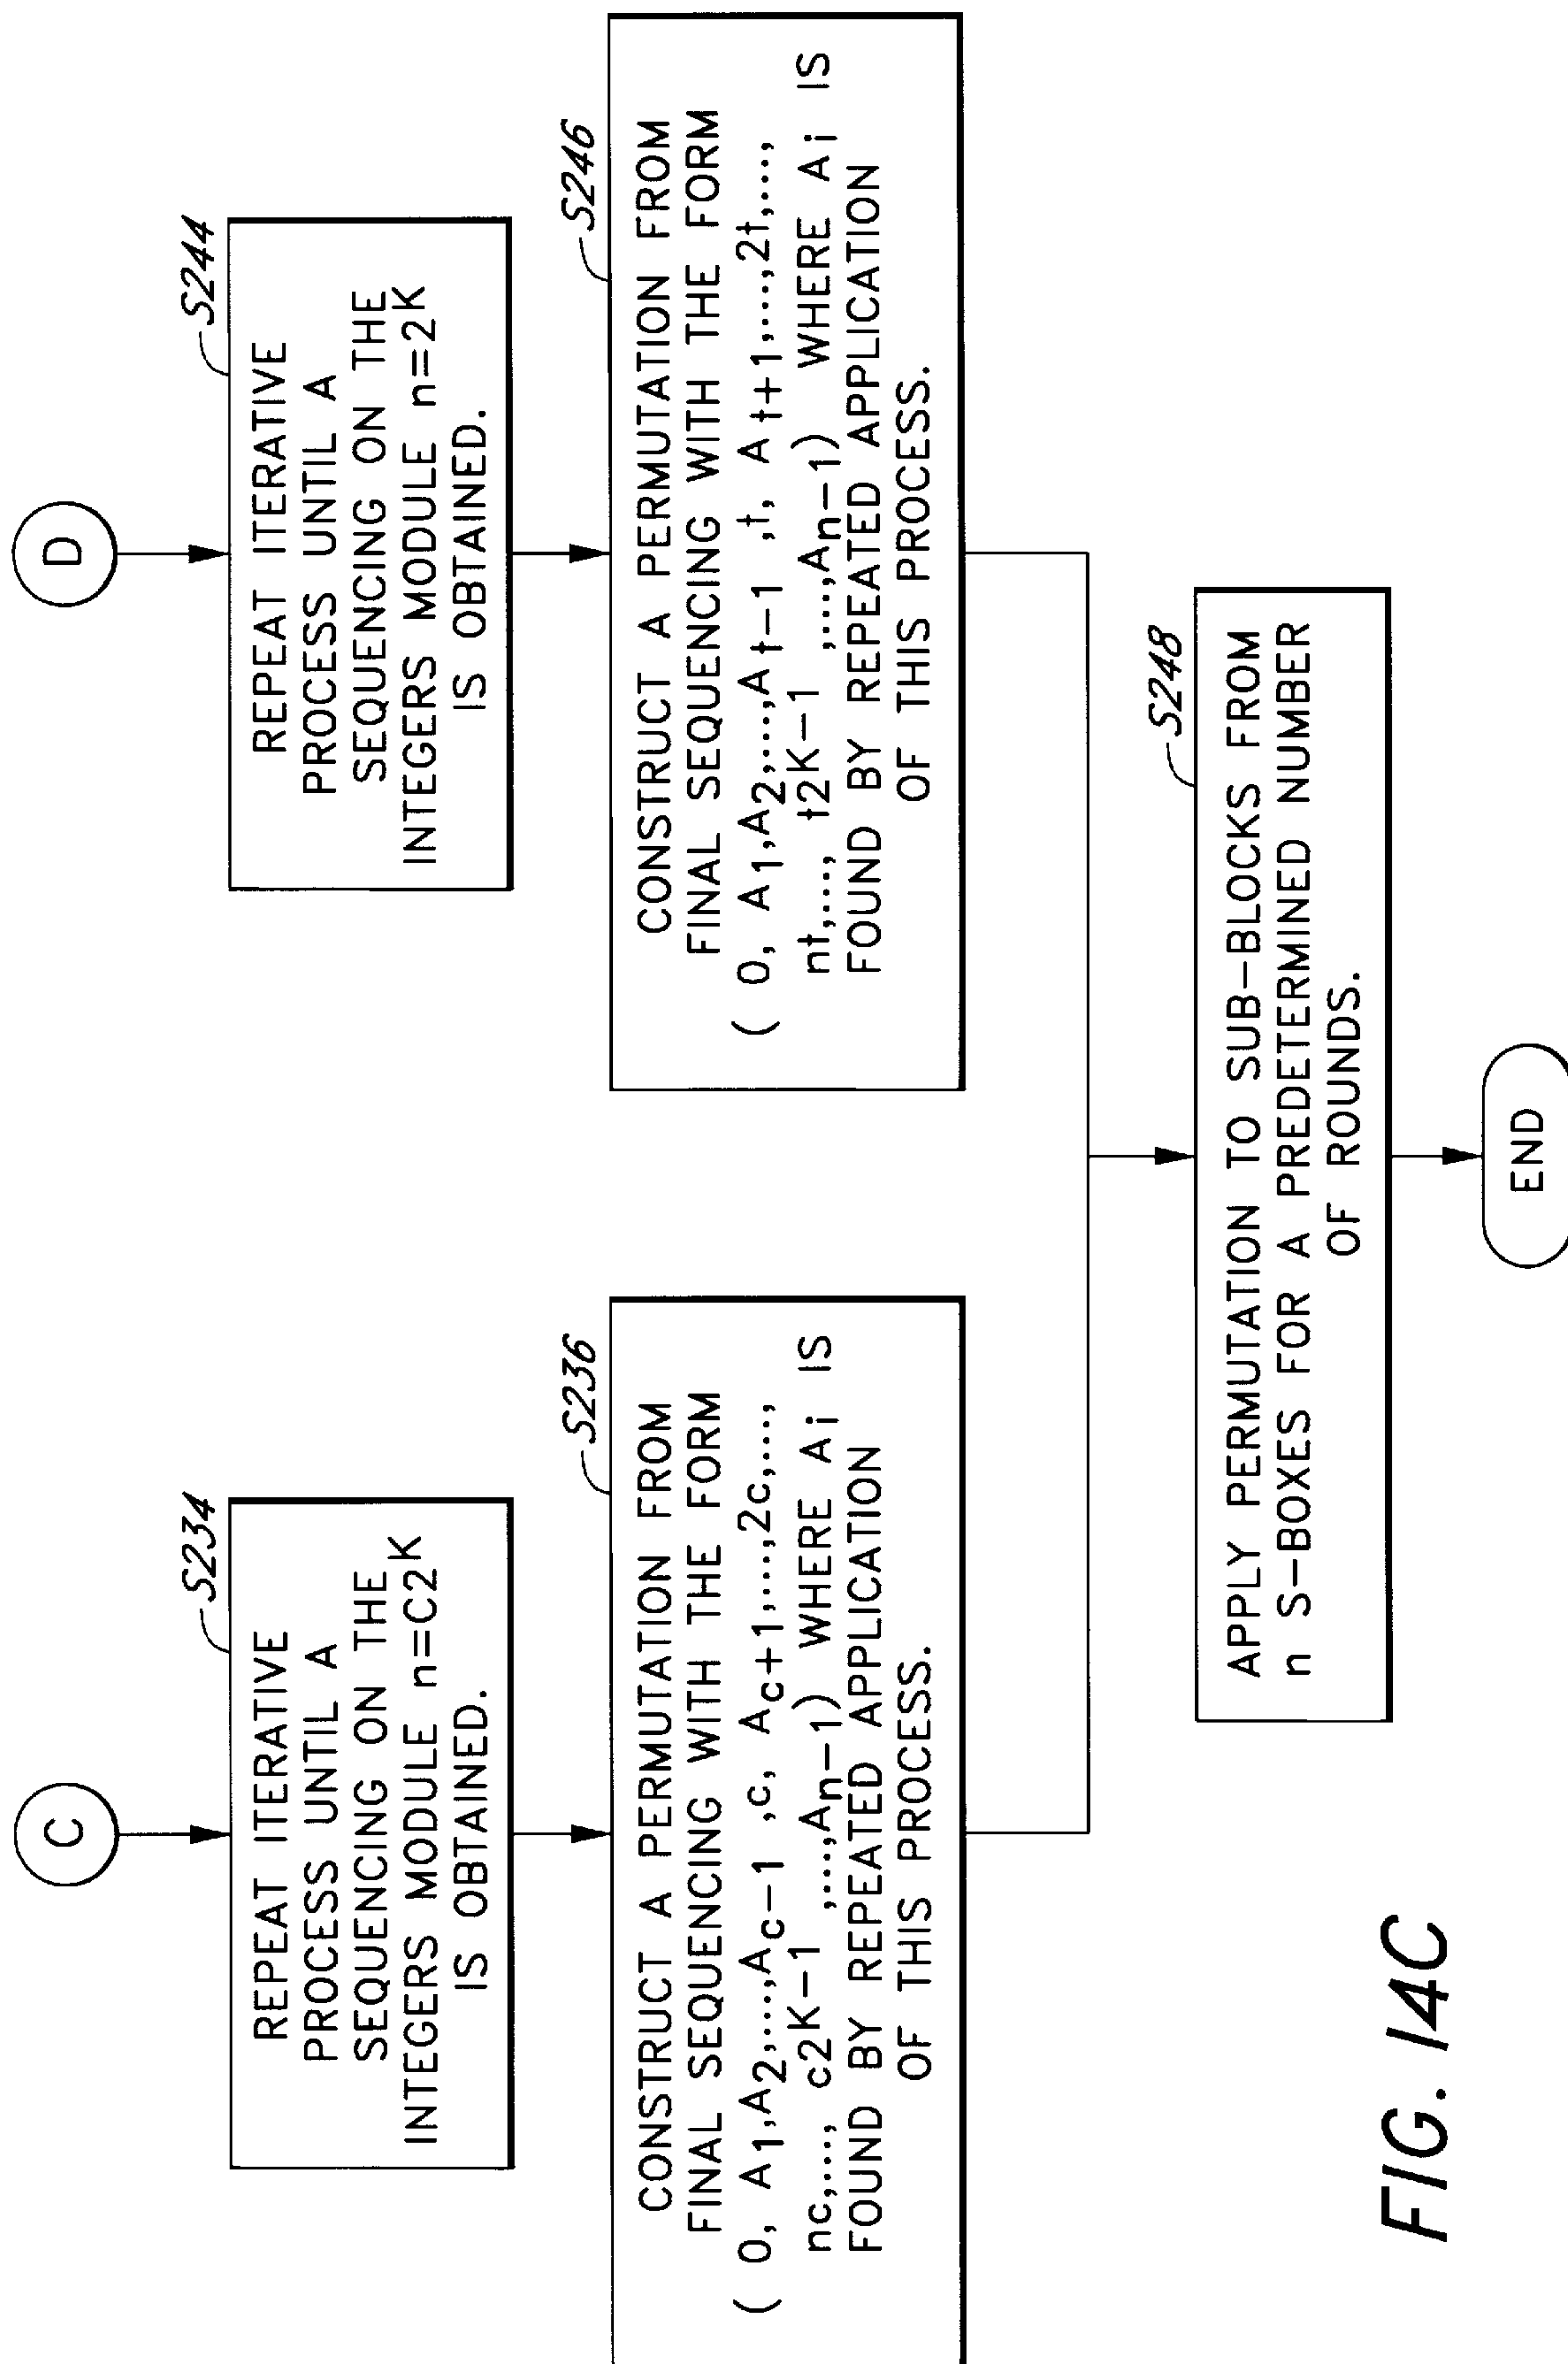 C
S234
REPEAT ITERATIVE
PROCESS UNTIL A
SEQUENCING ON THE
INTEGERS MODULE n=C2K
IS OBTAINED.
S236
CONSTRUCT A PERMUTATION FROM
FINAL SEQUENCING WITH THE FORM
( 0, A1,A2,...,Ac-1 ,c, Ac+1,...,2c,...,
nc,..., c2K-1 ,...,An-1) WHERE Ai IS
FOUND BY REPEATED APPLICATION
OF THIS PROCESS.
D
S244
REPEAT ITERATIVE
PROCESS UNTIL A
SEQUENCING ON THE
INTEGERS MODULE n=2K
IS OBTAINED.
S246
CONSTRUCT A PERMUTATION FROM
FINAL SEQUENCING WITH THE FORM
( 0, A1,A2,...,At-1 ,t, At+1,...,2t,...,
nt,..., t2K-1 ,...,An-1) WHERE Ai IS
FOUND BY REPEATED APPLICATION
OF THIS PROCESS.
S248
APPLY PERMUTATION TO SUB-BLOCKS FROM
n S-BOXES FOR A PREDETERMINED NUMBER
OF ROUNDS.
END
FIG. 14C